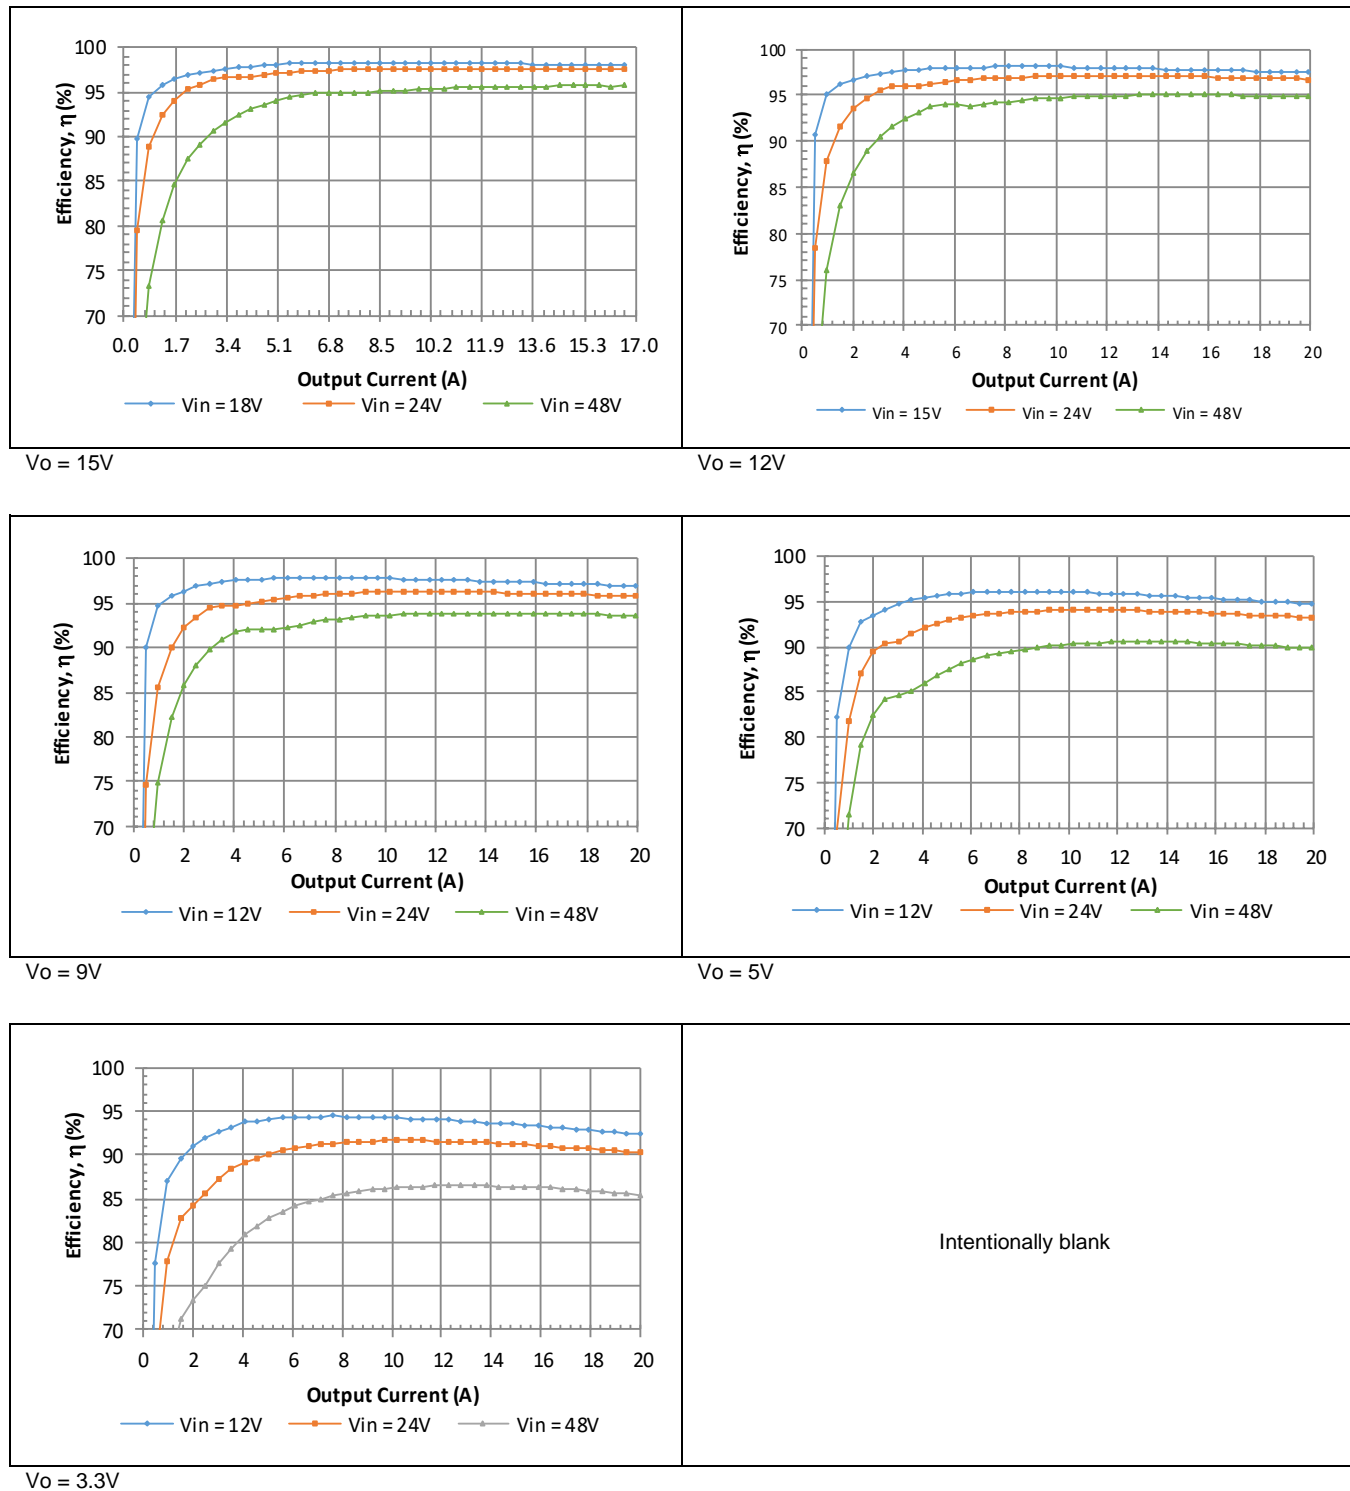 100
95
90
85
80
75
70
Efficiency, η (%)
0.0 1.7 3.4 5.1 6.8 8.5 10.2 11.9 13.6 15.3 17.0
Output Current (A)
Vin = 18V Vin = 24V Vin = 48V
Vo = 15V
100
95
90
85
80
75
70
Efficiency, η (%)
0 2 4 6 8 10 12 14 16 18 20
Output Current (A)
Vin = 15V Vin = 24V Vin = 48V
Vo = 12V
100
95
90
85
80
75
70
Efficiency, η (%)
0 2 4 6 8 10 12 14 16 18 20
Output Current (A)
Vin = 12V Vin = 24V Vin = 48V
Vo = 9V
100
95
90
85
80
75
70
Efficiency, η (%)
0 2 4 6 8 10 12 14 16 18 20
Output Current (A)
Vin = 12V Vin = 24V Vin = 48V
Vo = 5V
100
95
90
85
80
75
70
Efficiency, η (%)
0 2 4 6 8 10 12 14 16 18 20
Output Current (A)
Vin = 12V Vin = 24V Vin = 48V
Vo = 3.3V
Intentionally blank